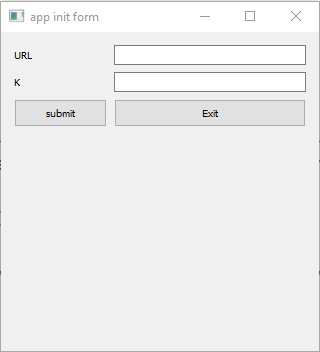 app init form
URL
K
submit Exit